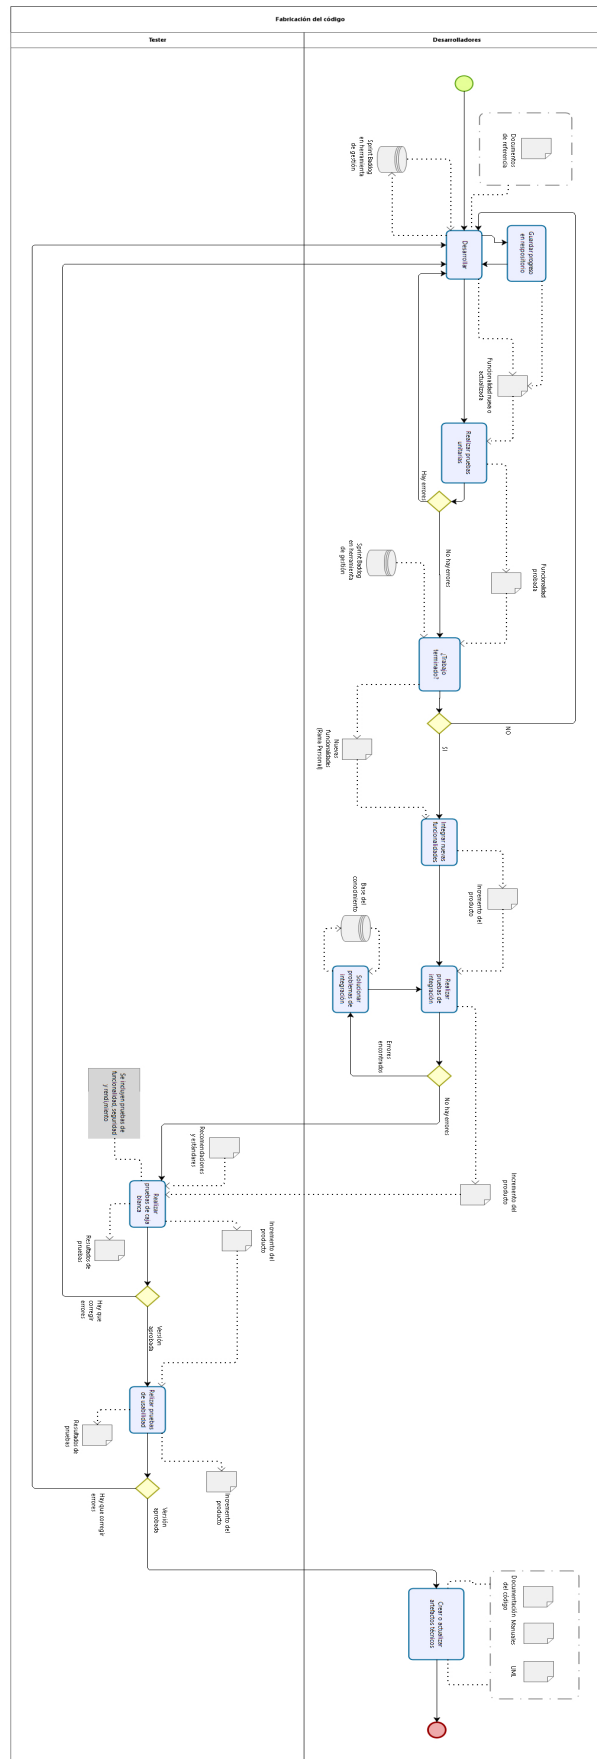 Fabricación del código
Tester
Desarrolladores
Documentos
de referencia
Sprint Backlog
en herramienta
de gestión
Guardar progreso
en respositorio
Desarrollar
Funcionalidad nueva o
actualizada
Realizar pruebas
unitarias
Hay errores
No hay errores
Sprint Backlog
en herramienta
de gestión
Funcionalidad
probada
¿Trabajo
terminado?
NO
SI
Nuevas
funcionalidades
(Rama Personal)
Integrar nuevas
funcionalidades
Incremento del
producto
Base del
conocimiento
Solucionar
problemas de
integración
Realizar
pruebas de
integración
Errores
encontrados
No hay errores
Se incluyen pruebas de
funcionalidad, seguridad
y rendimiento
Recomendaciones
y estándares
Incremento del
producto
Realizar
pruebas de caja
blanca
Resultados de
pruebas
Incremento del
producto
Hay que
corregir
errores
Versión
aprobada
Relizar pruebas
de usabilidad
Resultados de
pruebas
Incremento del
producto
Hay que corregir
errores
Versión
aprobada
Crear o actualizar
artefactos técnicos
Documentación
del código
Manuales
UML